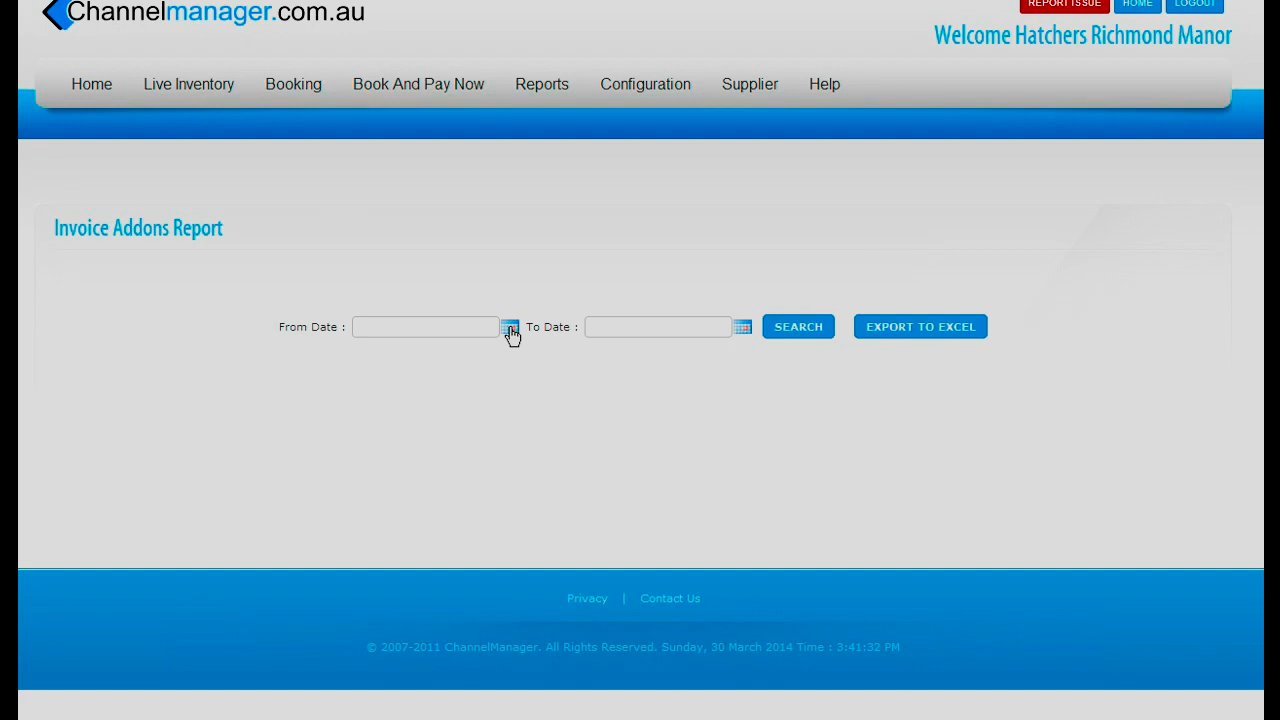 Channelmanager.com.au
REPORT ISSUE HOME LOGOUT
Welcome Hatchers Richmond Manor
Home Live Inventory Booking Book And Pay Now Reports Configuration Supplier Help
Invoice Addons Report
From Date : To Date : SEARCH EXPORT TO EXCEL
Privacy | Contact Us
© 2007-2011 ChannelManager. All Rights Reserved. Sunday, 30 March 2014 Time : 3:41:32 PM